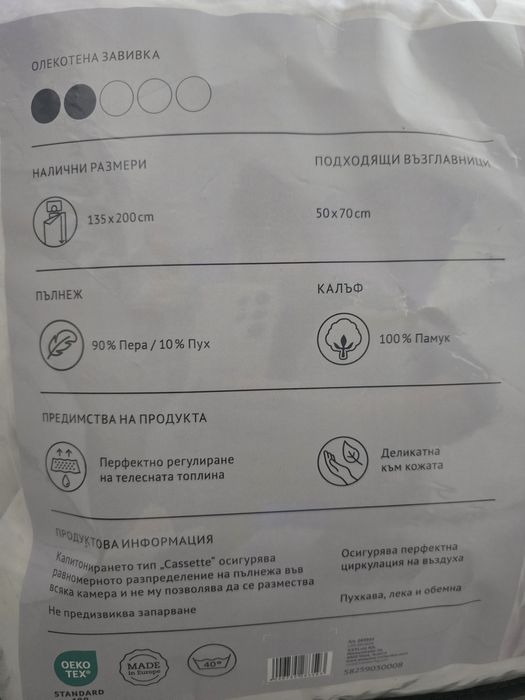 ОЛЕКОТЕНА ЗАВИВКА
НАЛИЧНИ РАЗМЕРИ
ПОДХОДЯЩИ ВЪЗГЛАВНИЦИ
135x200cm
50x70cm
ПЪЛНЕЖ
КАЛЪФ
90% Пера / 10% Пух
100% Памук
ПРЕДИМСТВА НА ПРОДУКТА
Перфектно регулиране
на телесната топлина
Деликатна
към кожата
ПРОДУКТОВА ИНФОРМАЦИЯ
Капитонирането тип „Cassette" осигурява
равномерното разпределение на пълнежа във
всяка камера и не му позволява да се размества
Не предизвиква запарване
Осигурява перфектна
циркулация на въздуха
Пухкава, лека и обемна
OEKO
TEX®
STANDARD
100
MADE
in Europe
40°
58259050008